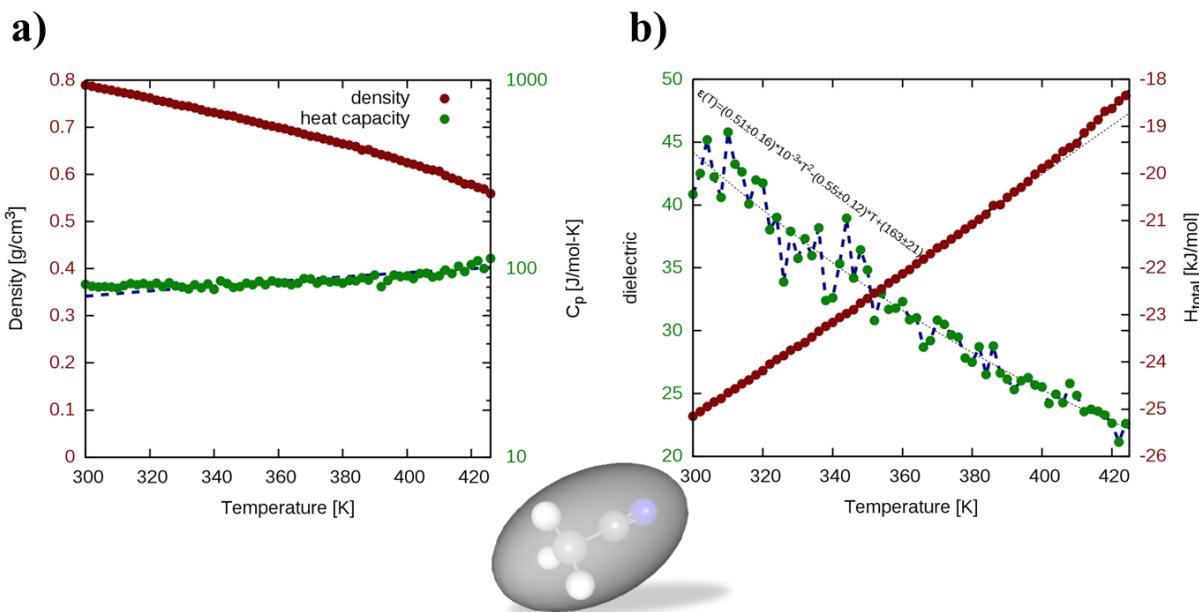 a)
b)
0.8
0.7
0.6
0.5
0.4
0.3
0.2
0.1
0
Density [g/cm³]
density
heat capacity
1000
100
10
Cp [J/mol-K]
300 320 340 360 380 400 420
Temperature [K]
50
45
40
35
30
25
20
dielectric
ε(T)=(0.51±0.16)*10⁻³*T²-(0.55±0.12)*T+(163±21)
-18
-19
-20
-21
-22
-23
-24
-25
-26
Htotal [kJ/mol]
300 320 340 360 380 400 420
Temperature [K]